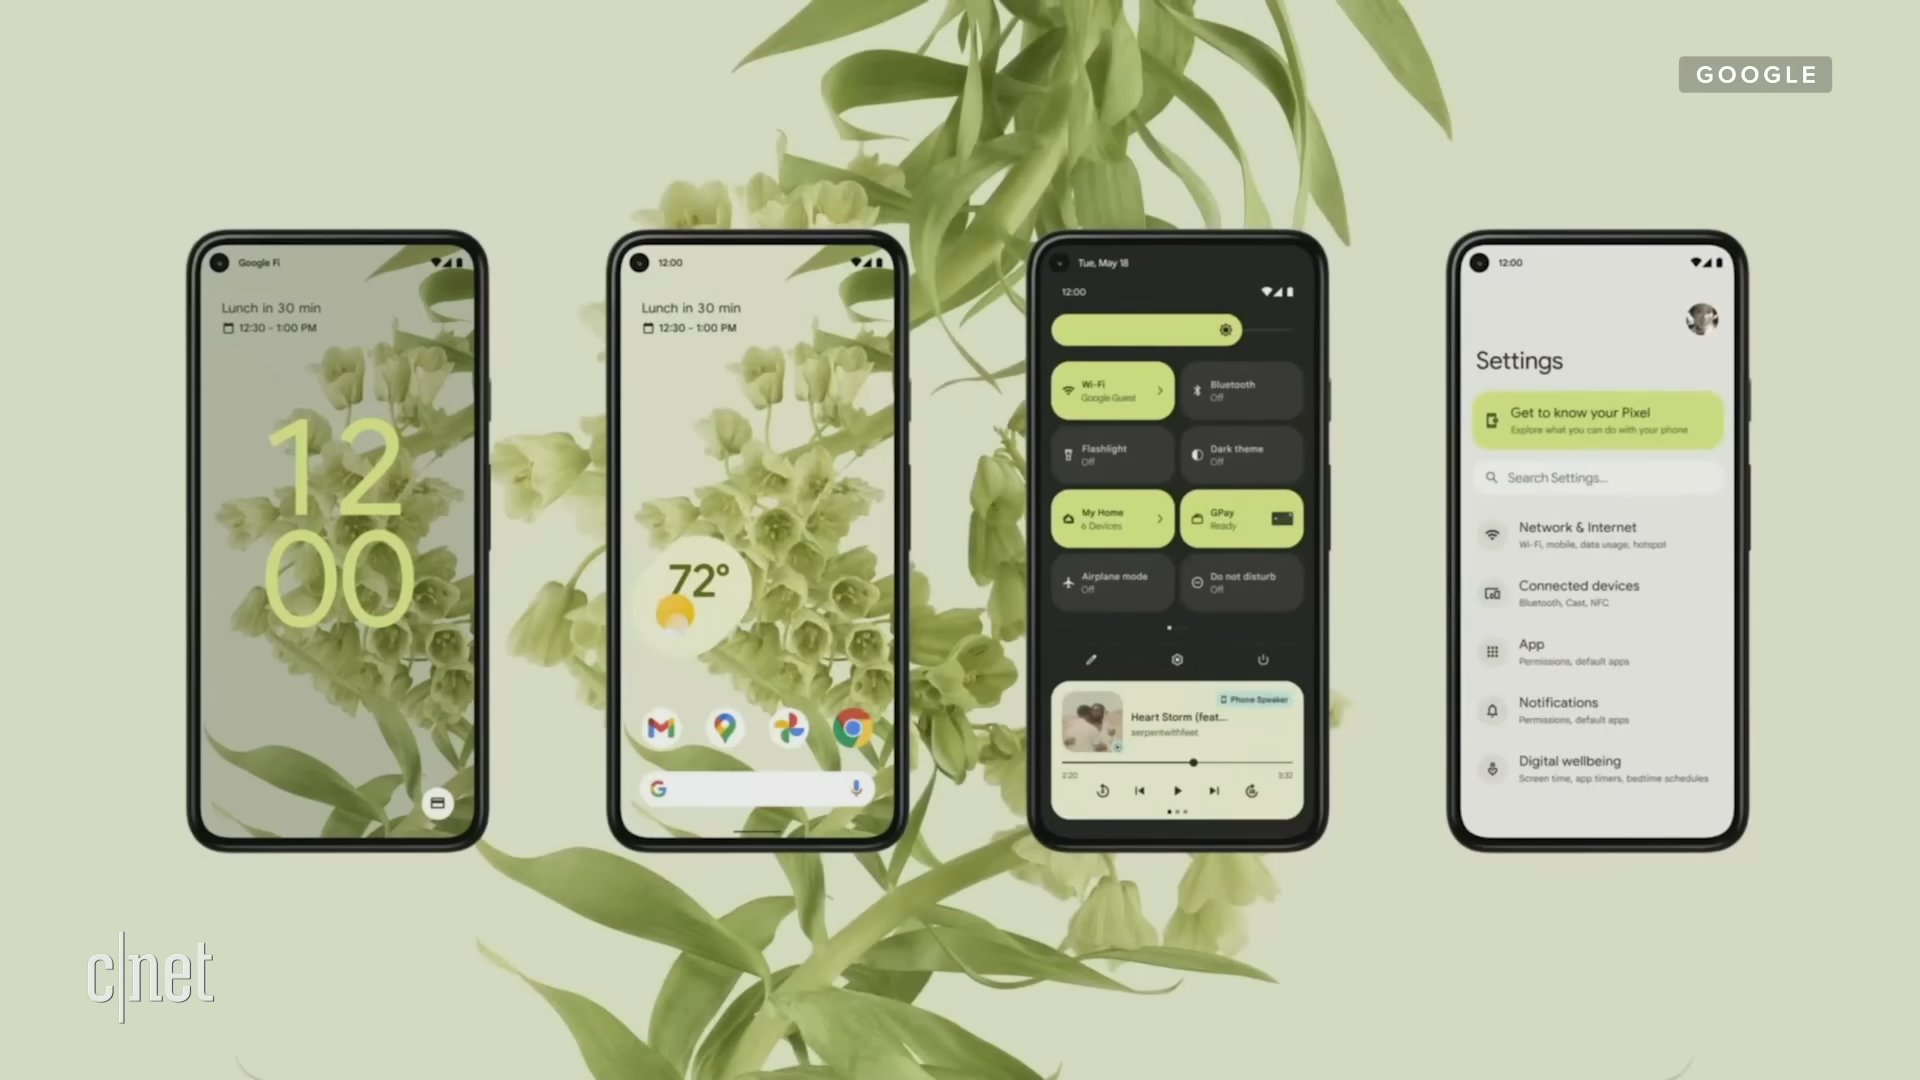 GOOGLE
Google Fi
Lunch in 30 min
12:30 - 1:00 PM
12
00
12:00
Lunch in 30 min
12:30 - 1:00 PM
72°
G
Tue, May 18
12:00
Wi-Fi
Google Guest
Bluetooth
Off
Flashlight
Off
Dark theme
Off
My Home
6 Devices
GPay
Ready
Airplane mode
Off
Do not disturb
Off
Phone Speaker
Heart Storm (feat...
serpentwithfeet
2:20
3:32
12:00
Settings
Get to know your Pixel
Explore what you can do with your phone
Search Settings...
Network & Internet
Wi-Fi, mobile, data usage, hotspot
Connected devices
Bluetooth, Cast, NFC
App
Permissions, default apps
Notifications
Permissions, default apps
Digital wellbeing
Screen time, app timers, bedtime schedules
c|net